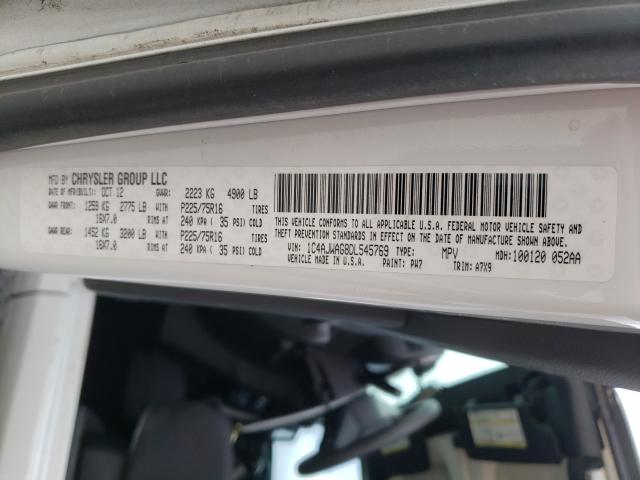 MFD BY CHRYSLER GROUP LLC
DATE OF MFR(BUILT): OCT 12 GVWR: 2223 KG 4900 LB
GAWR FRONT: 1259 KG 2775 LB WITH P225/75R16 TIRES
16X7.0 RIMS AT 240 KPA ( 35 PSI) COLD
GAWR REAR: 1452 KG 3200 LB WITH P225/75R16 TIRES
16X7.0 RIMS AT 240 KPA ( 35 PSI) COLD
THIS VEHICLE CONFORMS TO ALL APPLICABLE U.S.A. FEDERAL MOTOR VEHICLE SAFETY AND
THEFT PREVENTION STANDARDS IN EFFECT ON THE DATE OF MANUFACTURE SHOWN ABOVE.
VIN: 1C4AJWAG8DL545769 TYPE: MPV MDH: 100120 052AA
VEHICLE MADE IN U.S.A. PAINT: PW7 TRIM: A7X9